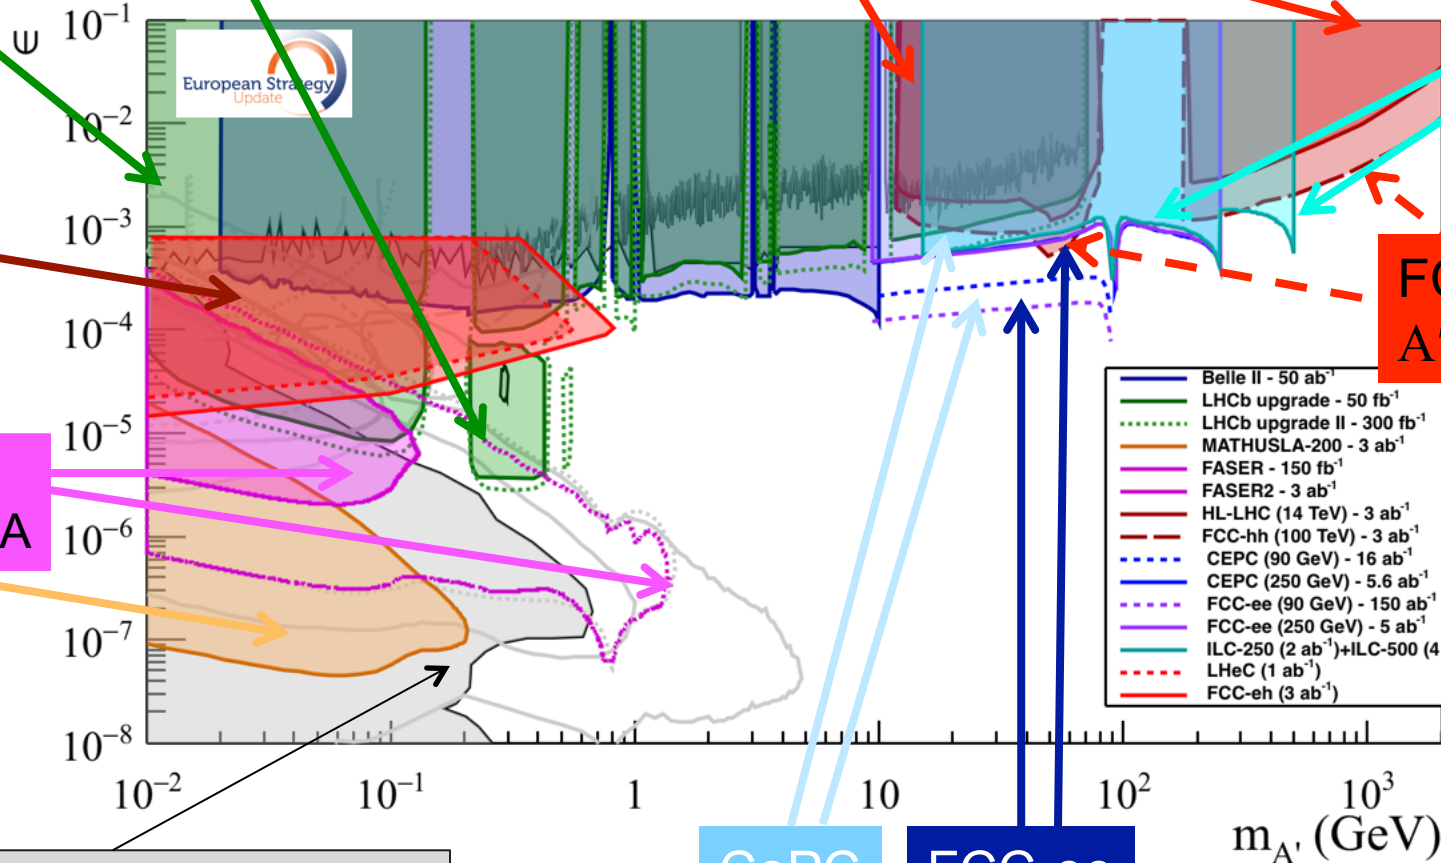 ε
10⁻¹
10⁻²
10⁻³
10⁻⁴
10⁻⁵
10⁻⁶
10⁻⁷
10⁻⁸
European Strategy
Update
A
FC
A'
Belle II - 50 ab⁻¹
LHCb upgrade - 50 fb⁻¹
LHCb upgrade II - 300 fb⁻¹
MATHUSLA-200 - 3 ab⁻¹
FASER - 150 fb⁻¹
FASER2 - 3 ab⁻¹
HL-LHC (14 TeV) - 3 ab⁻¹
FCC-hh (100 TeV) - 3 ab⁻¹
CEPC (90 GeV) - 16 ab⁻¹
CEPC (250 GeV) - 5.6 ab⁻¹
FCC-ee (90 GeV) - 150 ab⁻¹
FCC-ee (250 GeV) - 5 ab⁻¹
ILC-250 (2 ab⁻¹)+ILC-500 (4
LHeC (1 ab⁻¹)
FCC-eh (3 ab⁻¹)
10⁻² 10⁻¹ 1 10 10² 10³
m_A' (GeV)
CePC FCC-ee